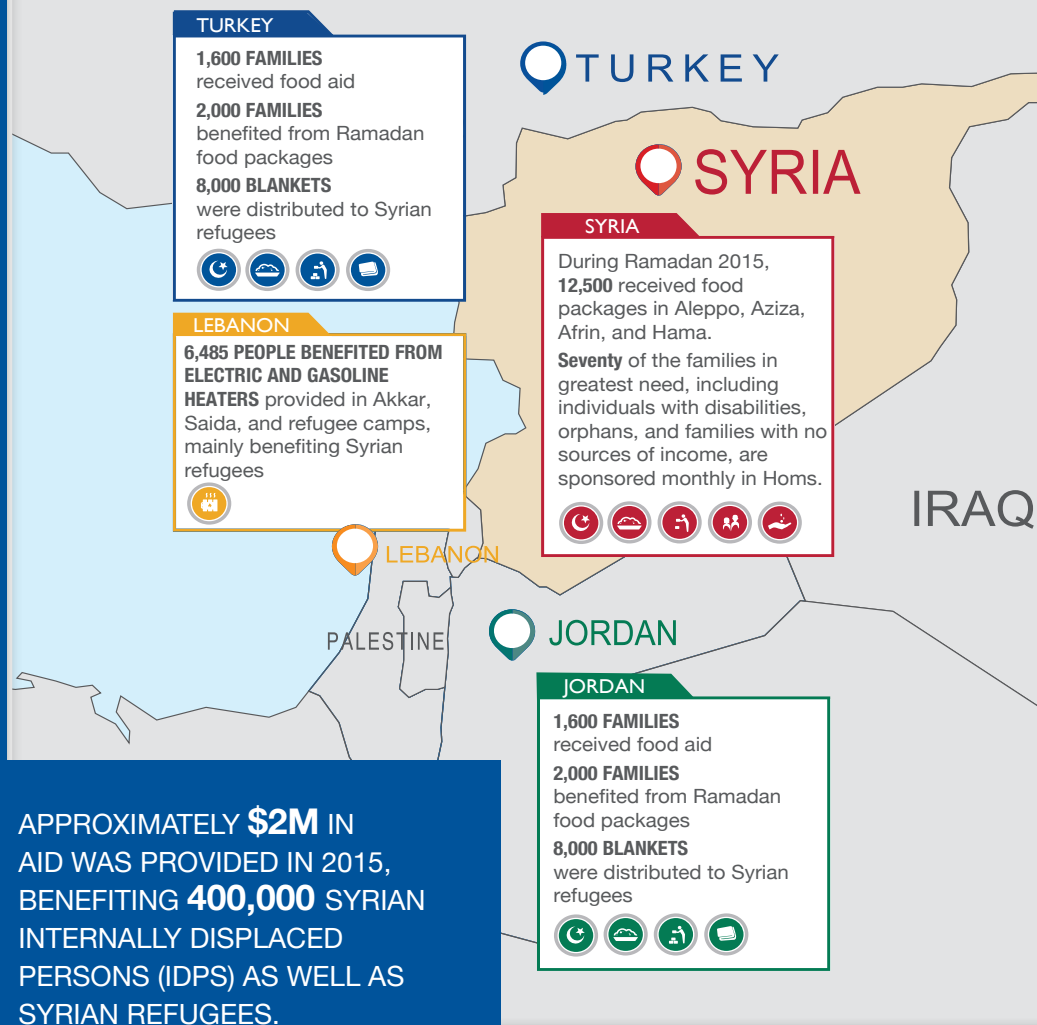 TURKEY
1,600 FAMILIES
received food aid
2,000 FAMILIES
benefited from Ramadan
food packages
8,000 BLANKETS
were distributed to Syrian
refugees
TURKEY
SYRIA
SYRIA
During Ramadan 2015,
12,500 received food
packages in Aleppo, Aziza,
Afrin, and Hama.
Seventy of the families in
greatest need, including
individuals with disabilities,
orphans, and families with no
sources of income, are
sponsored monthly in Homs.
LEBANON
6,485 PEOPLE BENEFITED FROM
ELECTRIC AND GASOLINE
HEATERS provided in Akkar,
Saida, and refugee camps,
mainly benefiting Syrian
refugees
IRAQ
LEBANON
PALESTINE
JORDAN
JORDAN
1,600 FAMILIES
received food aid
2,000 FAMILIES
benefited from Ramadan
food packages
8,000 BLANKETS
were distributed to Syrian
refugees
APPROXIMATELY $2M IN
AID WAS PROVIDED IN 2015,
BENEFITING 400,000 SYRIAN
INTERNALLY DISPLACED
PERSONS (IDPS) AS WELL AS
SYRIAN REFUGEES.